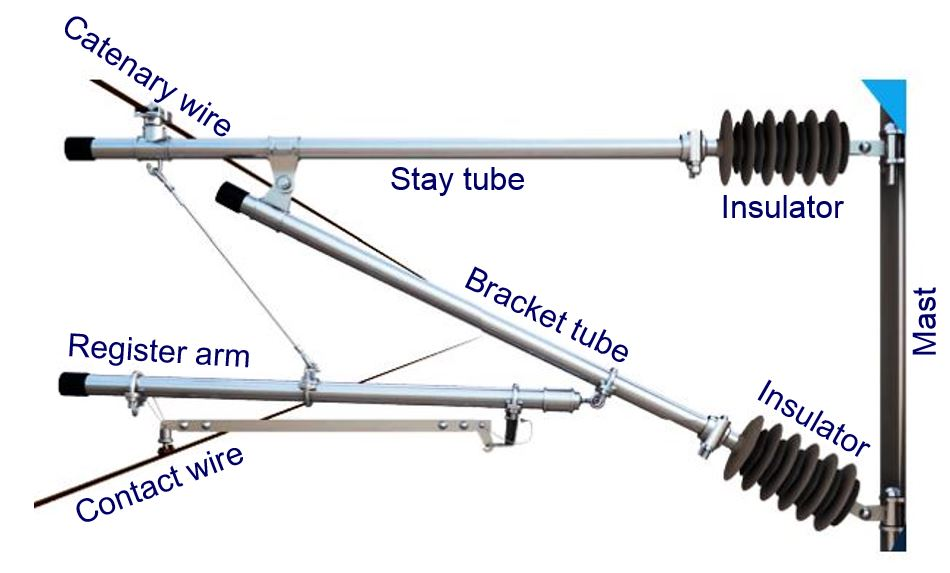 Catenary wire
Stay tube
Insulator
Bracket tube
Mast
Register arm
Insulator
Contact wire